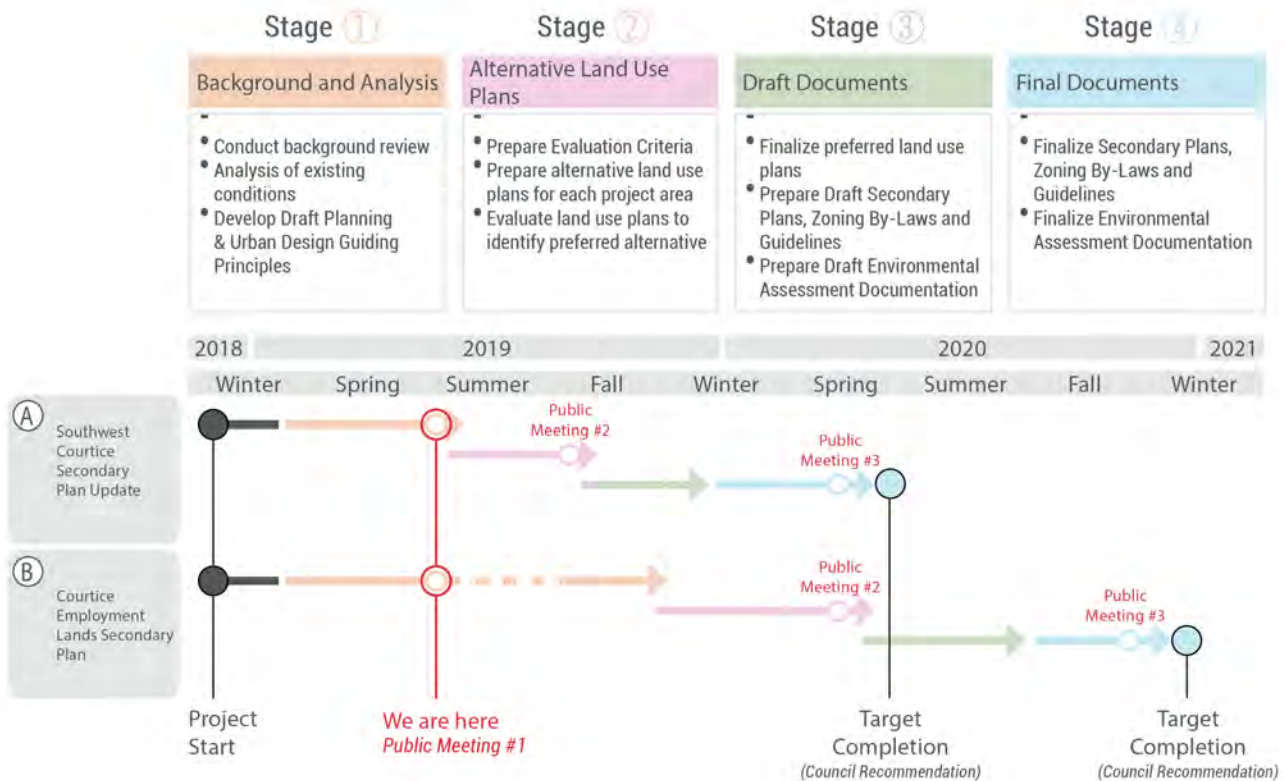 Stage 1
Stage 2
Stage 3
Stage 4
Background and Analysis
Alternative Land Use
Plans
Draft Documents
Final Documents
• Conduct background review
• Analysis of existing
conditions
• Develop Draft Planning
& Urban Design Guiding
Principles
• Prepare Evaluation Criteria
• Prepare alternative land use
plans for each project area
• Evaluate land use plans to
identify preferred alternative
• Finalize preferred land use
plans
• Prepare Draft Secondary
Plans, Zoning By-Laws and
Guidelines
• Prepare Draft Environmental
Assessment Documentation
• Finalize Secondary Plans,
Zoning By-Laws and
Guidelines
• Finalize Environmental
Assessment Documentation
2018 2019 2020 2021
Winter Spring Summer Fall Winter Spring Summer Fall Winter
A
Southwest
Courtice
Secondary
Plan Update
Public
Meeting #2
Public
Meeting #3
B
Courtice
Employment
Lands Secondary
Plan
Public
Meeting #2
Public
Meeting #3
Project
Start
We are here
Public Meeting #1
Target
Completion
(Council Recommendation)
Target
Completion
(Council Recommendation)